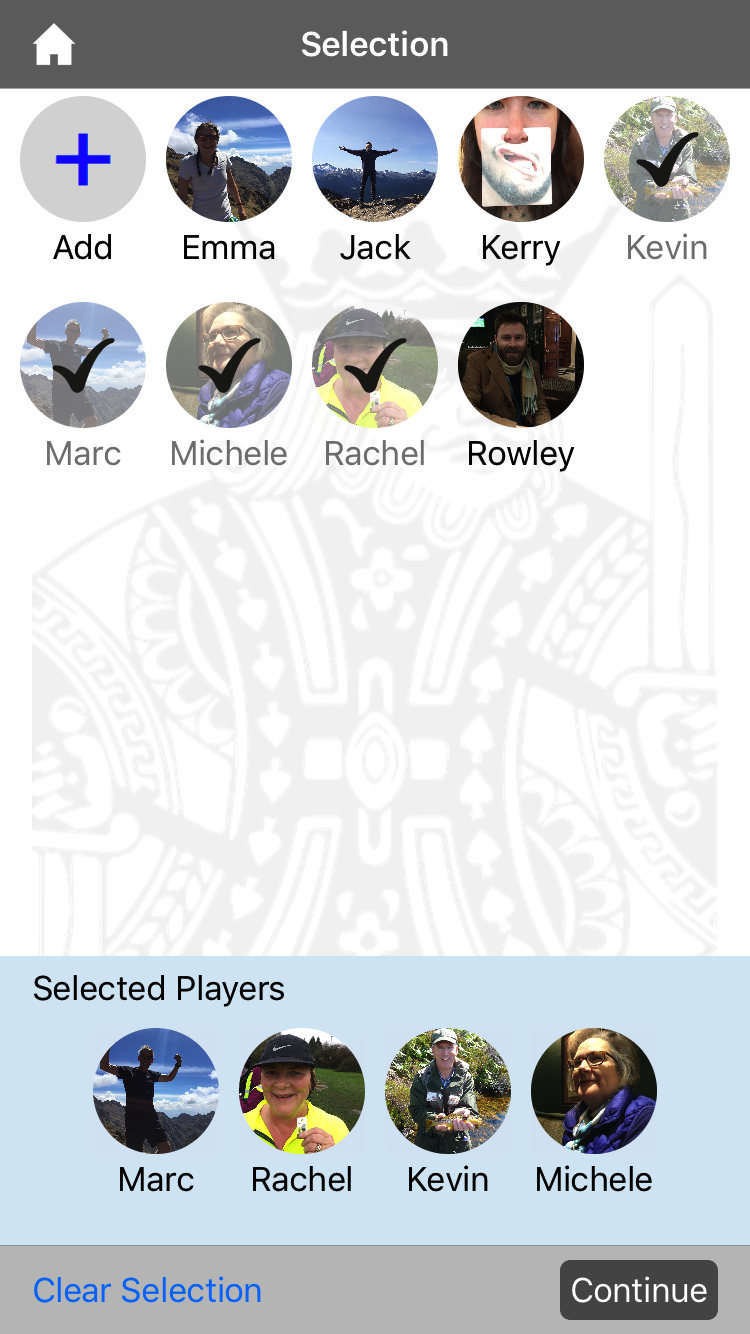 Selection
Add Emma Jack Kerry Kevin
Marc Michele Rachel Rowley
Selected Players
Marc Rachel Kevin Michele
Clear Selection Continue